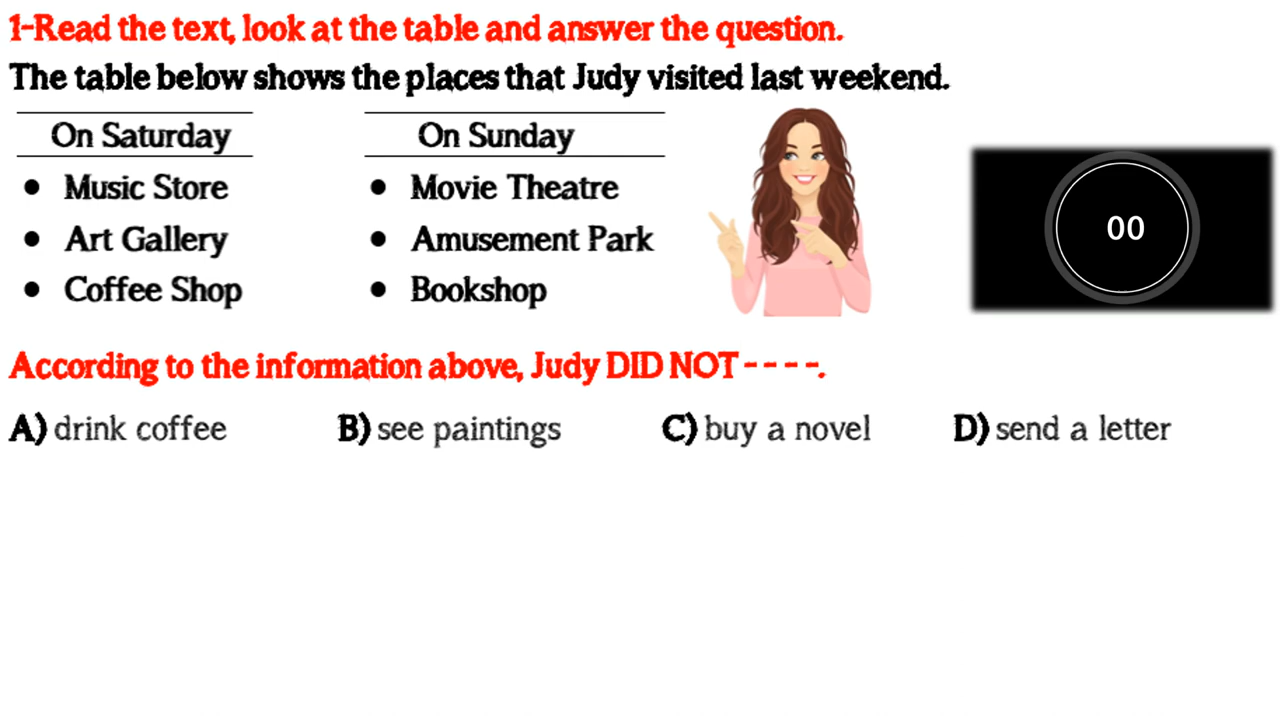 1-Read the text, look at the table and answer the question.
The table below shows the places that Judy visited last weekend.
On Saturday
• Music Store
• Art Gallery
• Coffee Shop
On Sunday
• Movie Theatre
• Amusement Park
• Bookshop
00
According to the information above, Judy DID NOT - - - -.
A) drink coffee B) see paintings C) buy a novel D) send a letter